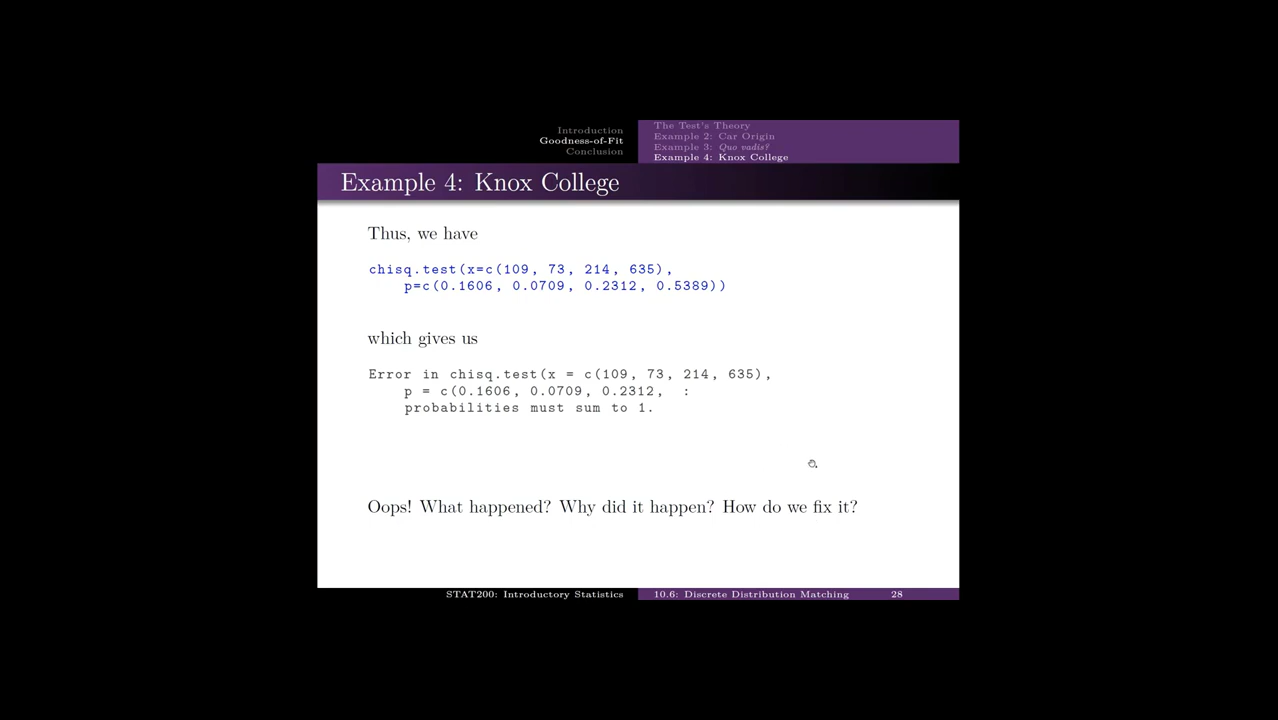 Introduction
Goodness-of-Fit
Conclusion
The Test's Theory
Example 2: Car Origin
Example 3: Quo vadis?
Example 4: Knox College
Example 4: Knox College
Thus, we have
chisq.test(x=c(109, 73, 214, 635),
p=c(0.1606, 0.0709, 0.2312, 0.5389))
which gives us
Error in chisq.test(x = c(109, 73, 214, 635),
p = c(0.1606, 0.0709, 0.2312, :
probabilities must sum to 1.
Oops! What happened? Why did it happen? How do we fix it?
STAT200: Introductory Statistics
10.6: Discrete Distribution Matching 28